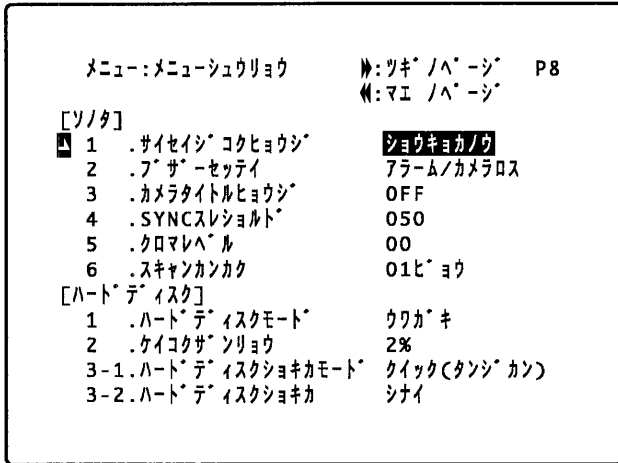 メニュー:メニューシュウリョウ ▶▶:ツギノページ P8
◀◀:マエ ノページ
[ソノタ]
1 .サイセイジコクヒョウジ ショウキョカノウ
2 .ブザーセッテイ アラーム/カメラロス
3 .カメラタイトルヒョウジ OFF
4 .SYNCスレショルド 050
5 .クロマレベル 00
6 .スキャンカンカク 01ビョウ
[ハードディスク]
1 .ハードディスクモード ウワガキ
2 .ケイコクザンリョウ 2%
3-1.ハードディスクショキカモード クイック(タンジカン)
3-2.ハードディスクショキカ シナイ